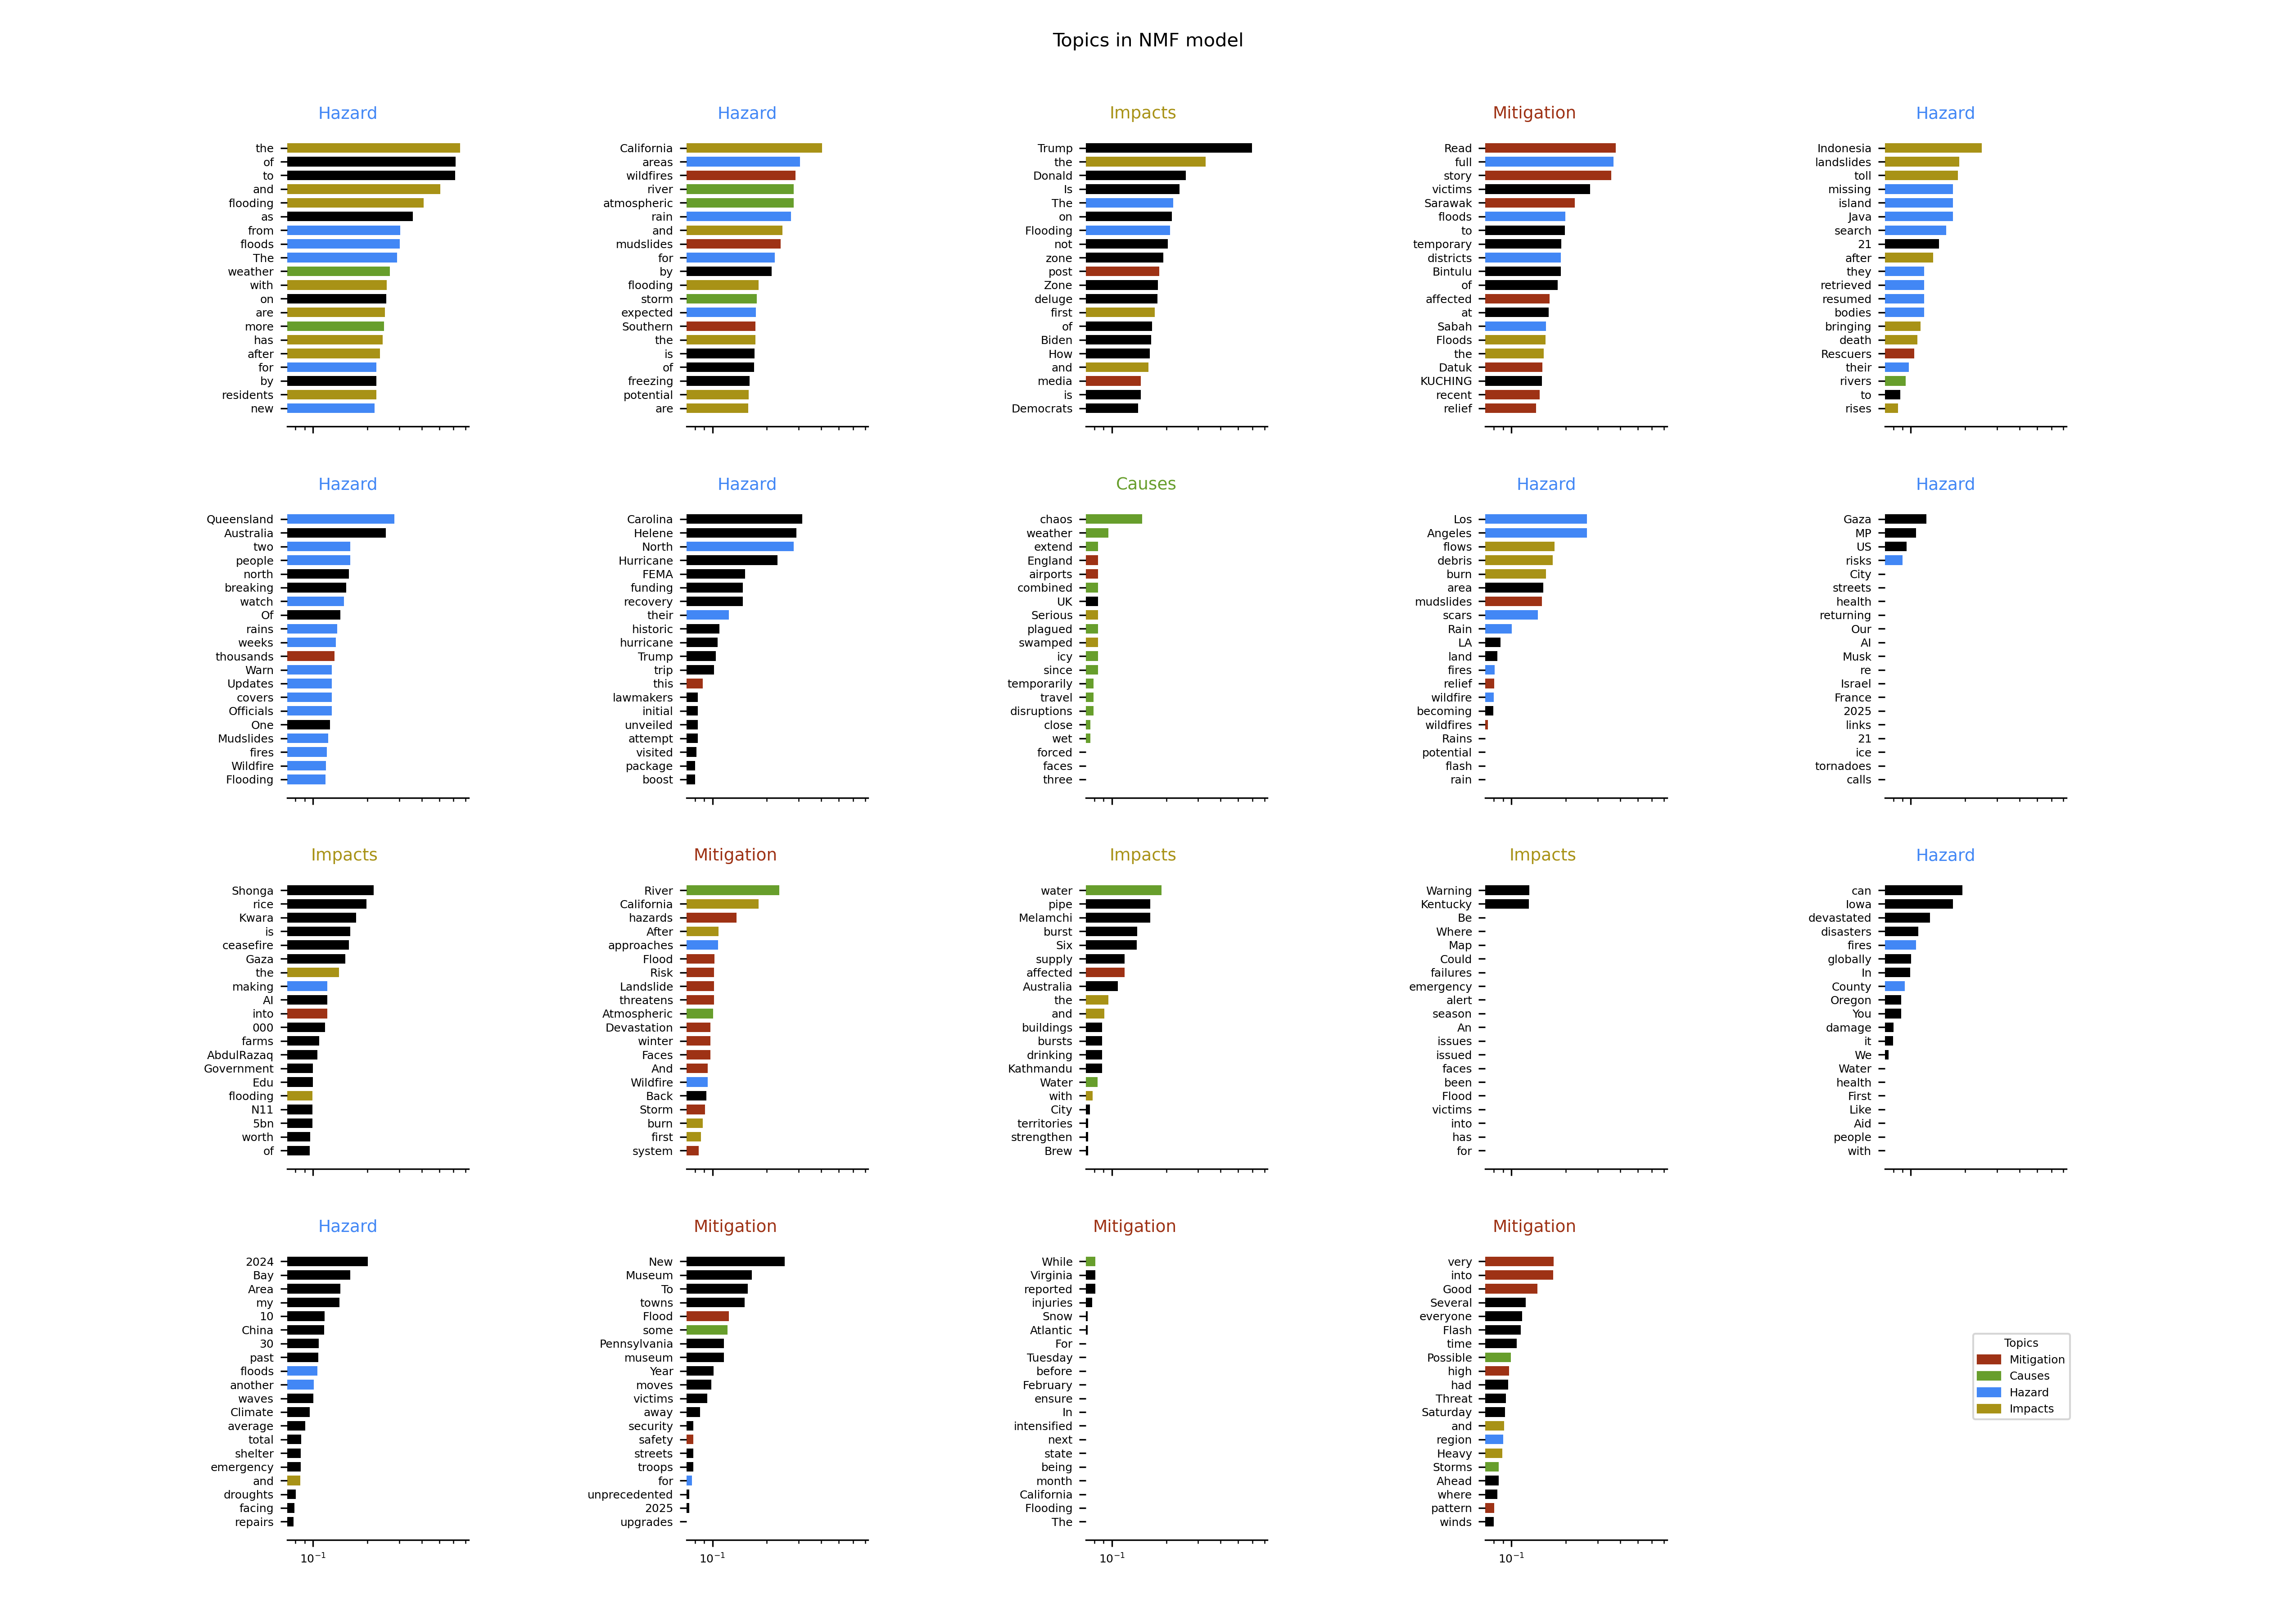 Topics in NMF model
Hazard
the
of
to
and
flooding
as
from
floods
The
weather
with
on
are
more
has
after
for
by
residents
new
Hazard
California
areas
wildfires
river
atmospheric
rain
and
mudslides
for
by
flooding
storm
expected
Southern
the
is
of
freezing
potential
are
Impacts
Trump
the
Donald
Is
The
on
Flooding
not
zone
post
Zone
deluge
first
of
Biden
How
and
media
is
Democrats
Mitigation
Read
full
story
victims
Sarawak
floods
to
temporary
districts
Bintulu
of
affected
at
Sabah
Floods
the
Datuk
KUCHING
recent
relief
Hazard
Indonesia
landslides
toll
missing
island
Java
search
21
after
they
retrieved
resumed
bodies
bringing
death
Rescuers
their
rivers
to
rises
Hazard
Queensland
Australia
two
people
north
breaking
watch
Of
rains
weeks
thousands
Warn
Updates
covers
Officials
One
Mudslides
fires
Wildfire
Flooding
Hazard
Carolina
Helene
North
Hurricane
FEMA
funding
recovery
their
historic
hurricane
Trump
trip
this
lawmakers
initial
unveiled
attempt
visited
package
boost
Causes
chaos
weather
extend
England
airports
combined
UK
Serious
plagued
swamped
icy
since
temporarily
travel
disruptions
close
wet
forced
faces
three
Hazard
Los
Angeles
flows
debris
burn
area
mudslides
scars
Rain
LA
land
fires
relief
wildfire
becoming
wildfires
Rains
potential
flash
rain
Hazard
Gaza
MP
US
risks
City
streets
health
returning
Our
AI
Musk
re
Israel
France
2025
links
21
ice
tornadoes
calls
Impacts
Shonga
rice
Kwara
is
ceasefire
Gaza
the
making
AI
into
000
farms
AbdulRazaq
Government
Edu
flooding
N11
5bn
worth
of
Mitigation
River
California
hazards
After
approaches
Flood
Risk
Landslide
threatens
Atmospheric
Devastation
winter
Faces
And
Wildfire
Back
Storm
burn
first
system
Impacts
water
pipe
Melamchi
burst
Six
supply
affected
Australia
the
and
buildings
bursts
drinking
Kathmandu
Water
with
City
territories
strengthen
Brew
Impacts
Warning
Kentucky
Be
Where
Map
Could
failures
emergency
alert
season
An
issues
issued
faces
been
Flood
victims
into
has
for
Hazard
can
Iowa
devastated
disasters
fires
globally
In
County
Oregon
You
damage
it
We
Water
health
First
Like
Aid
people
with
Hazard
2024
Bay
Area
my
10
China
30
past
floods
another
waves
Climate
average
total
shelter
emergency
and
droughts
facing
repairs
10⁻¹
Mitigation
New
Museum
To
towns
Flood
some
Pennsylvania
museum
Year
moves
victims
away
security
safety
streets
troops
for
unprecedented
2025
upgrades
10⁻¹
Mitigation
While
Virginia
reported
injuries
Snow
Atlantic
For
Tuesday
before
February
ensure
In
intensified
next
state
being
month
California
Flooding
The
10⁻¹
Mitigation
very
into
Good
Several
everyone
Flash
time
Possible
high
had
Threat
Saturday
and
region
Heavy
Storms
Ahead
where
pattern
winds
10⁻¹
Topics
Mitigation
Causes
Hazard
Impacts